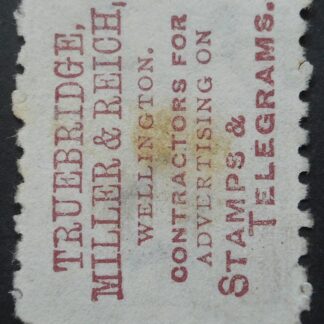 TRUEBRIDGE,
MILLER & REICH,
WELLINGTON.
CONTRACTORS FOR
ADVERTISING ON
STAMPS &
TELEGRAMS.